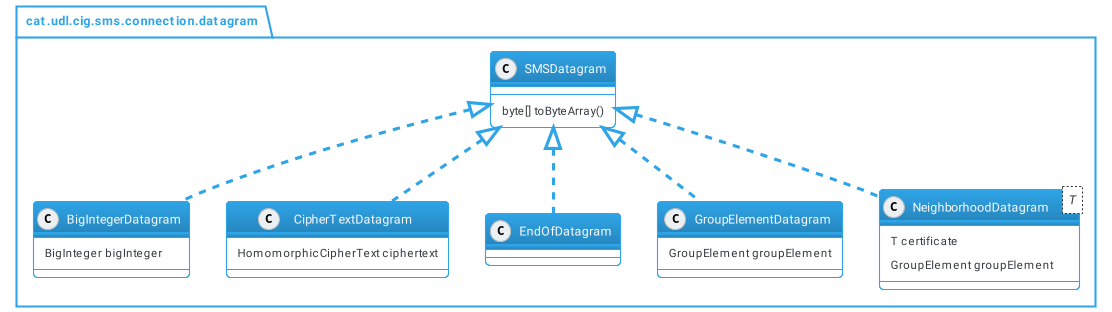 cat.udl.cig.sms.connection.datagram
C SMSDatagram
byte[] toByteArray()
C BigIntegerDatagram
BigInteger bigInteger
C CipherTextDatagram
HomomorphicCipherText ciphertext
C EndOfDatagram
C GroupElementDatagram
GroupElement groupElement
C NeighborhoodDatagram T
T certificate
GroupElement groupElement